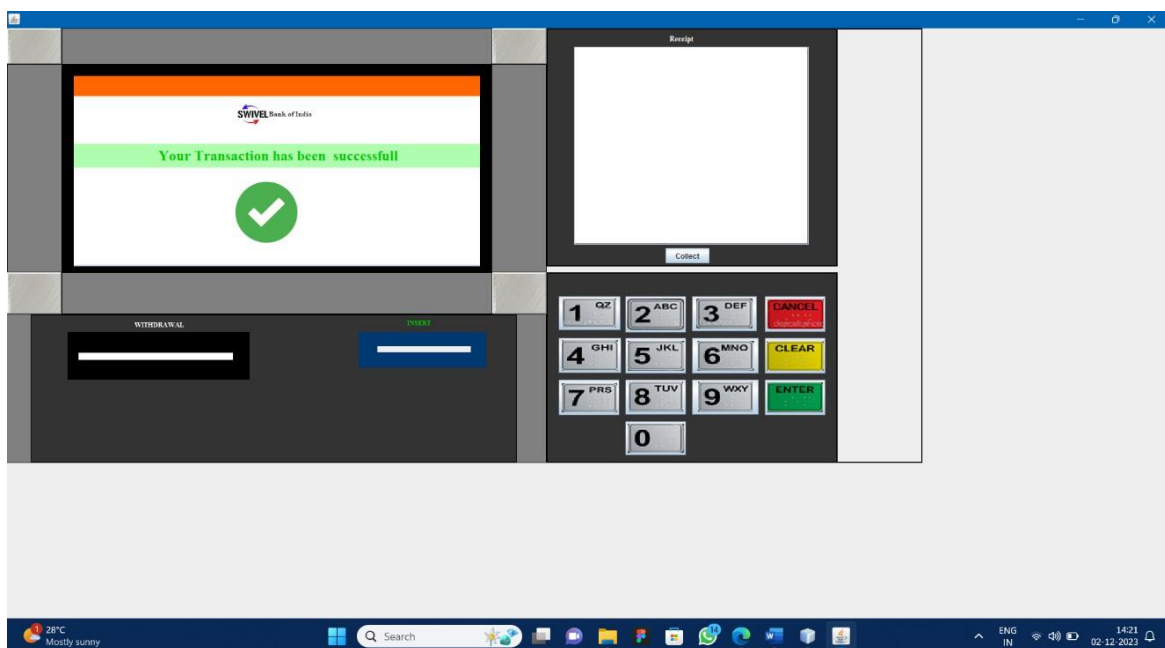 Receipt
SWIVEL Bank of India
Your Transaction has been successfull
Collect
WITHDRAWAL
INSERT
1 QZ
2 ABC
3 DEF
CANCEL
depositphotos
4 GHI
5 JKL
6 MNO
CLEAR
7 PRS
8 TUV
9 WXY
ENTER
0
1
28°C
Mostly sunny
Search
ENG
IN
14:21
02-12-2023